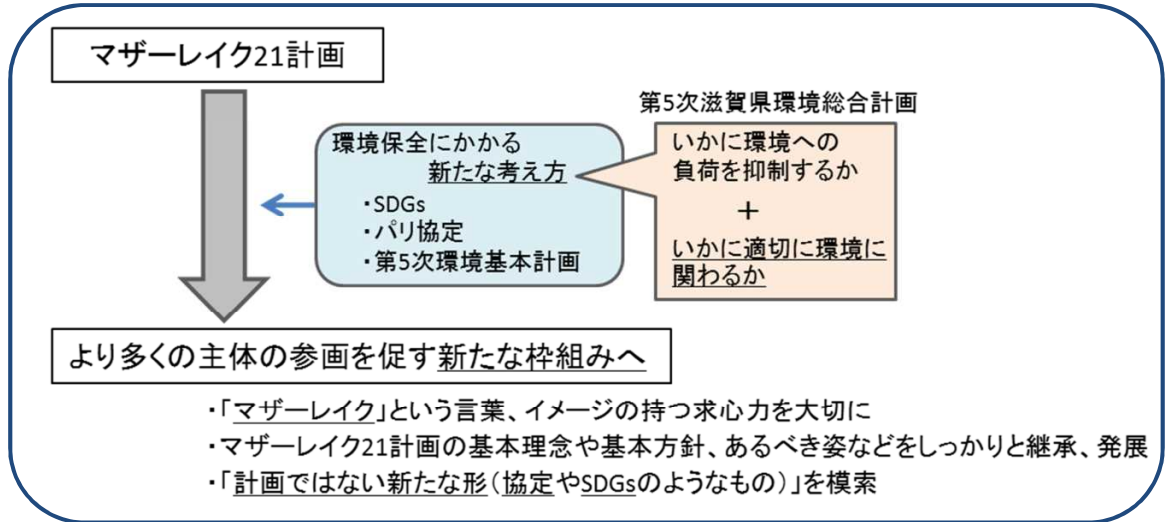 マザーレイク21計画
第5次滋賀県環境総合計画
環境保全にかかる
新たな考え方
・SDGs
・パリ協定
・第5次環境基本計画
いかに環境への
負荷を抑制するか
+
いかに適切に環境に
関わるか
より多くの主体の参画を促す新たな枠組みへ
・「マザーレイク」という言葉、イメージの持つ求心力を大切に
・マザーレイク21計画の基本理念や基本方針、あるべき姿などをしっかりと継承、発展
・「計画ではない新たな形(協定やSDGsのようなもの)」を模索